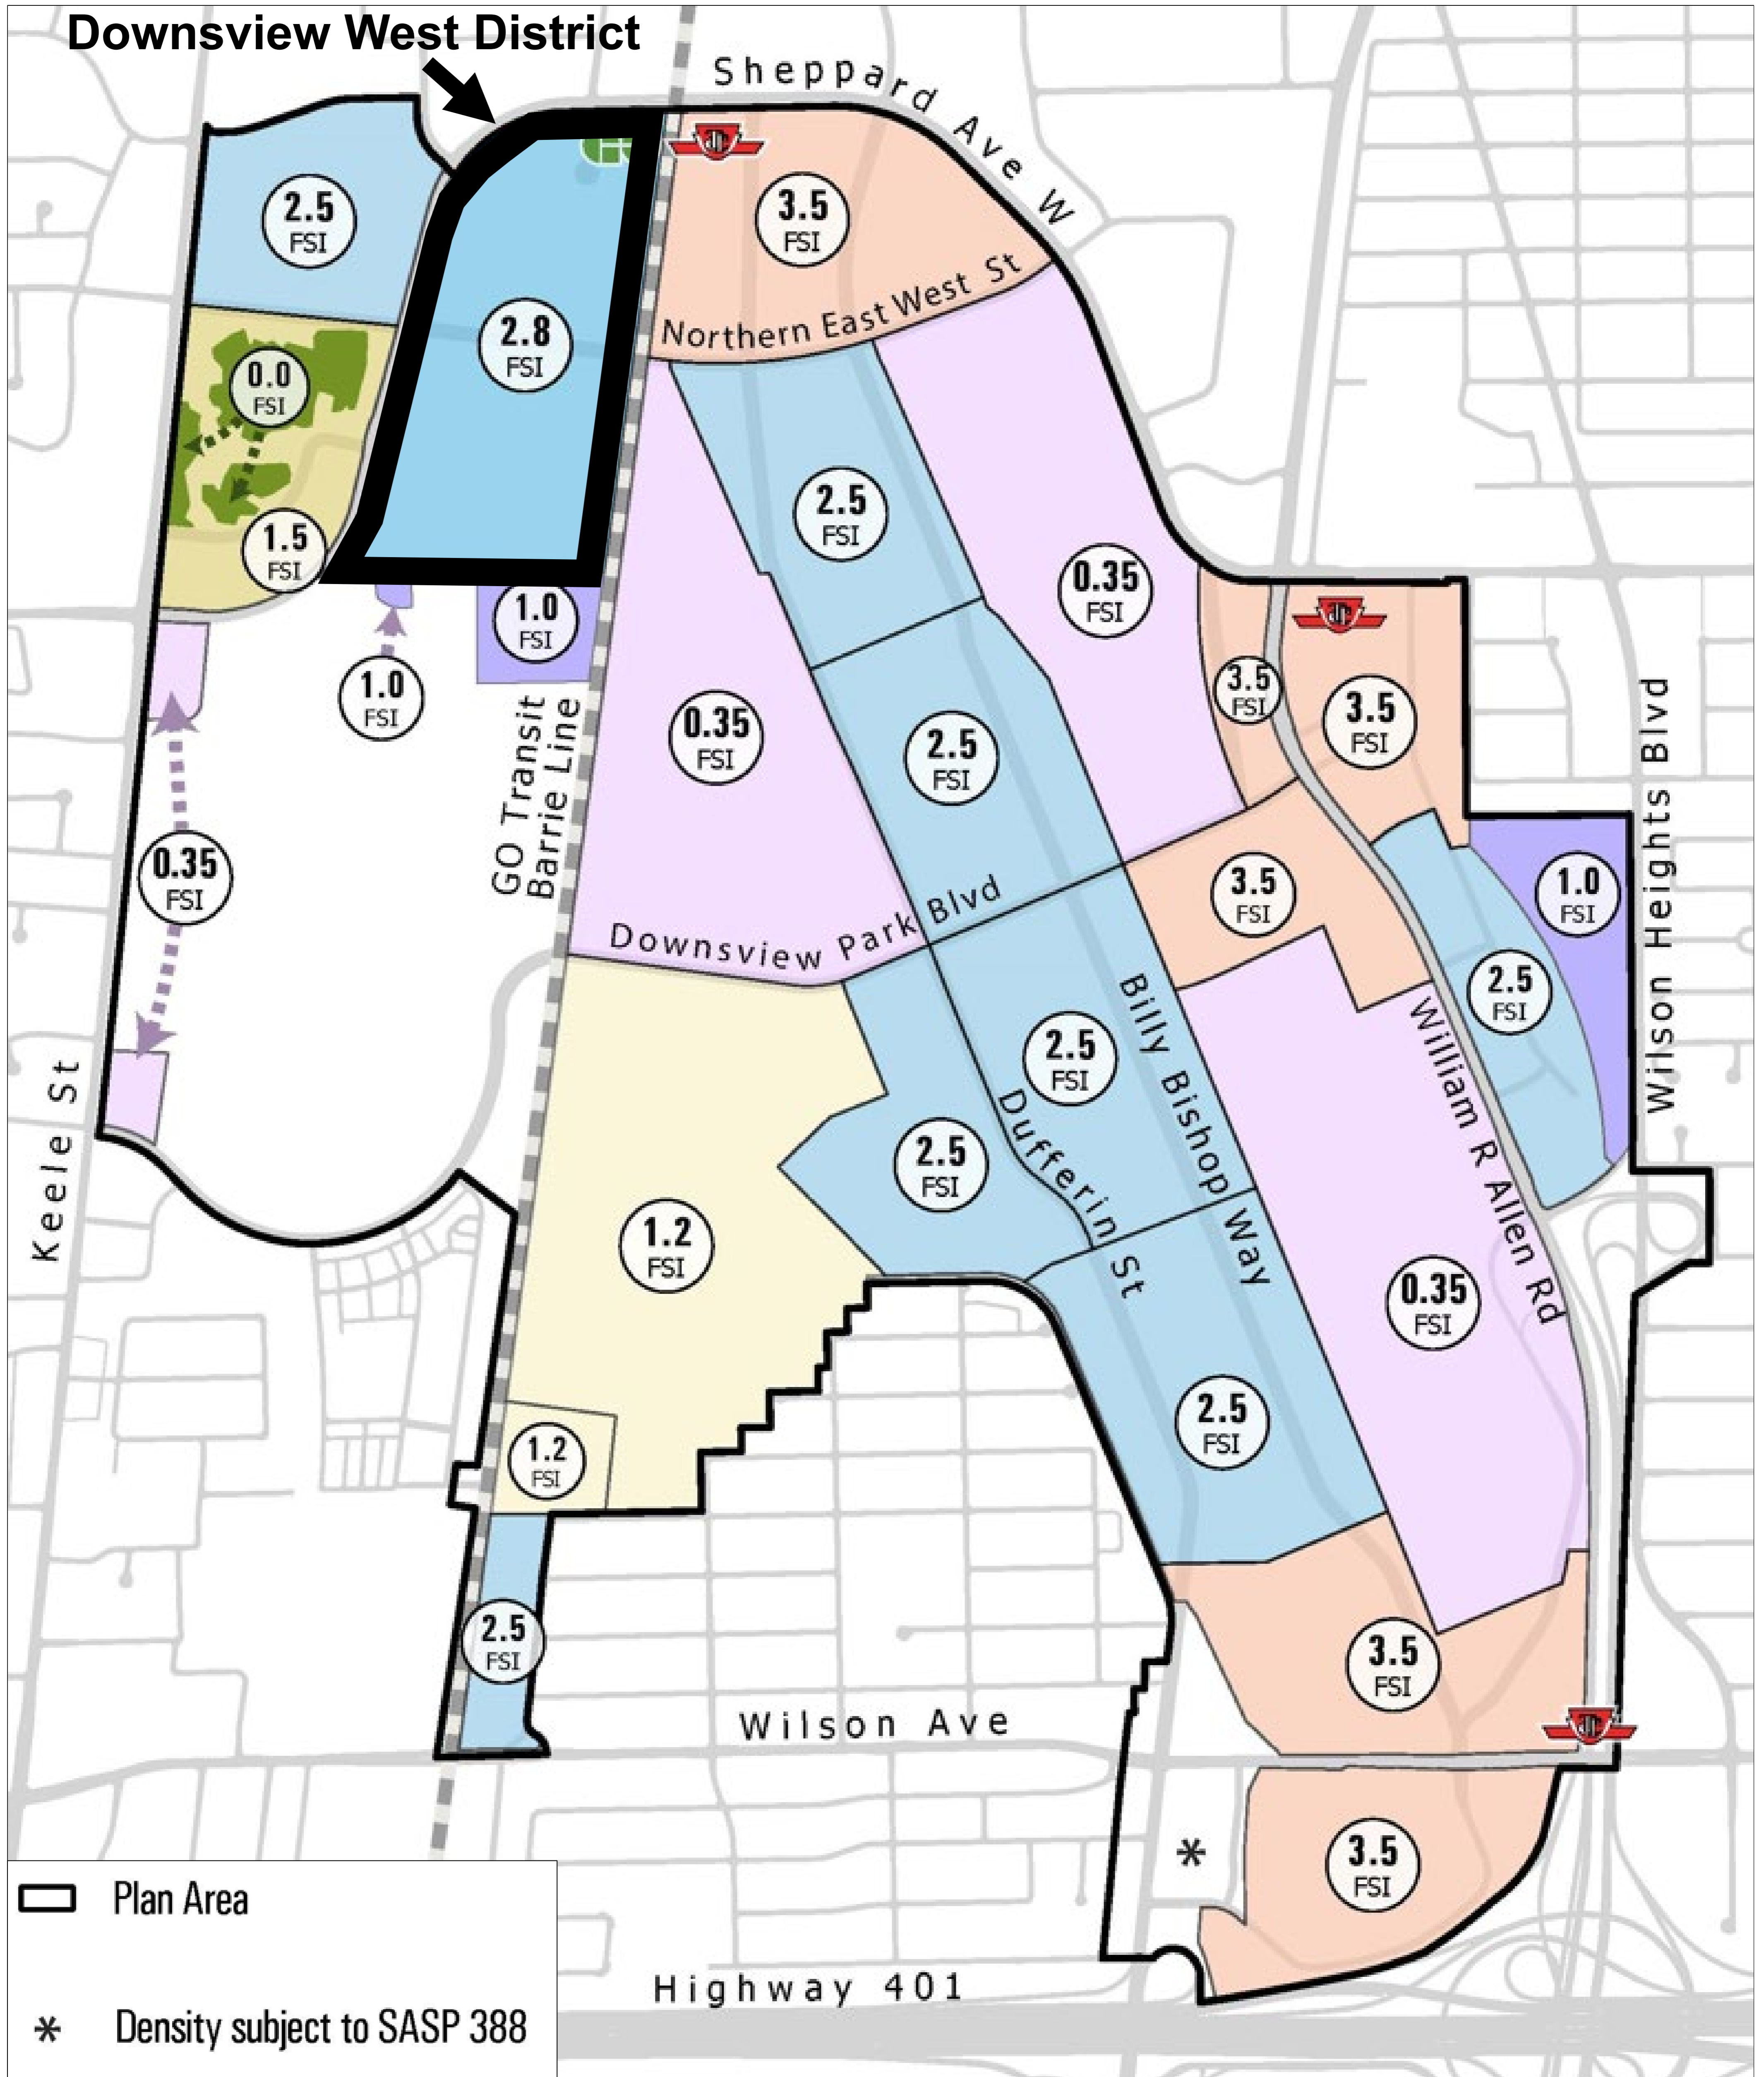 Downsview West District
Sheppard Ave W
2.5
FSI
3.5
FSI
Northern East West St
2.8
FSI
0.0
FSI
2.5
FSI
1.5
FSI
0.35
FSI
1.0
FSI
1.0
FSI
3.5
FSI
3.5
FSI
0.35
FSI
2.5
FSI
GO Transit
Barrie Line
0.35
FSI
3.5
FSI
1.0
FSI
Wilson Heights Blvd
Downsview Park Blvd
2.5
FSI
2.5
FSI
Billy Bishop Way
William R Allen Rd
Keele St
Dufferin St
2.5
FSI
1.2
FSI
0.35
FSI
2.5
FSI
1.2
FSI
2.5
FSI
3.5
FSI
Wilson Ave
3.5
FSI
*
Plan Area
Highway 401
* Density subject to SASP 388